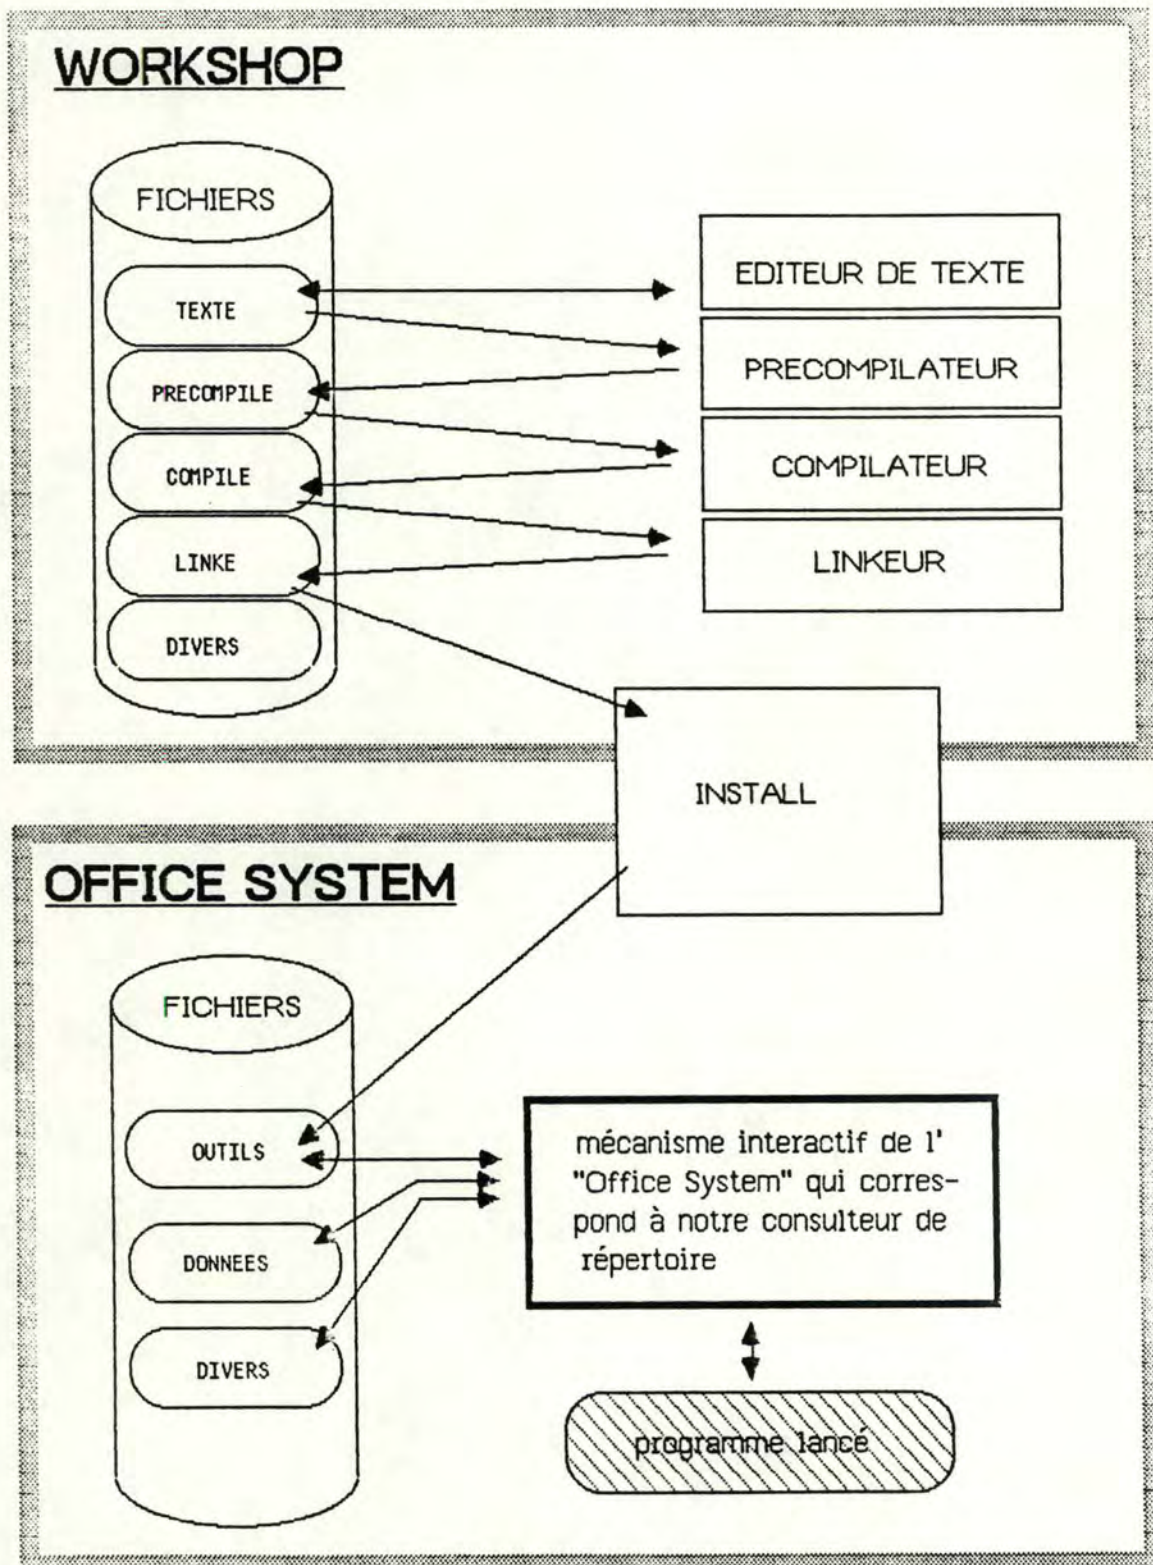 WORKSHOP
FICHIERS
TEXTE
PRECOMPILE
COMPILE
LINKE
DIVERS
EDITEUR DE TEXTE
PRECOMPILATEUR
COMPILATEUR
LINKEUR
INSTALL
OFFICE SYSTEM
FICHIERS
OUTILS
DONNEES
DIVERS
mécanisme interactif de l'
"Office System" qui corres-
pond à notre consulteur de
répertoire
programme lancé